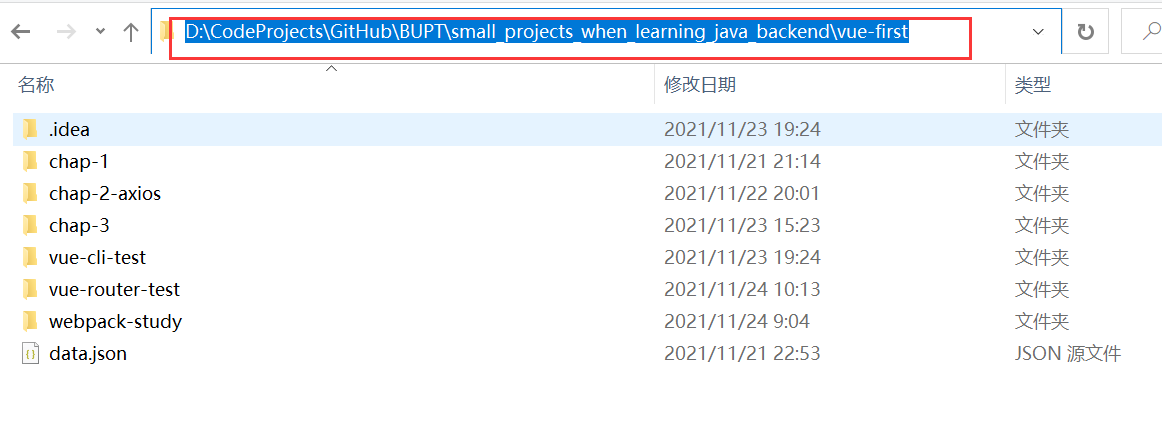 D:\CodeProjects\GitHub\BUPT\small_projects_when_learning_java_backend\vue-first
名称 修改日期 类型
.idea 2021/11/23 19:24 文件夹
chap-1 2021/11/21 21:14 文件夹
chap-2-axios 2021/11/22 20:01 文件夹
chap-3 2021/11/23 15:23 文件夹
vue-cli-test 2021/11/23 19:24 文件夹
vue-router-test 2021/11/24 10:13 文件夹
webpack-study 2021/11/24 9:04 文件夹
data.json 2021/11/21 22:53 JSON 源文件